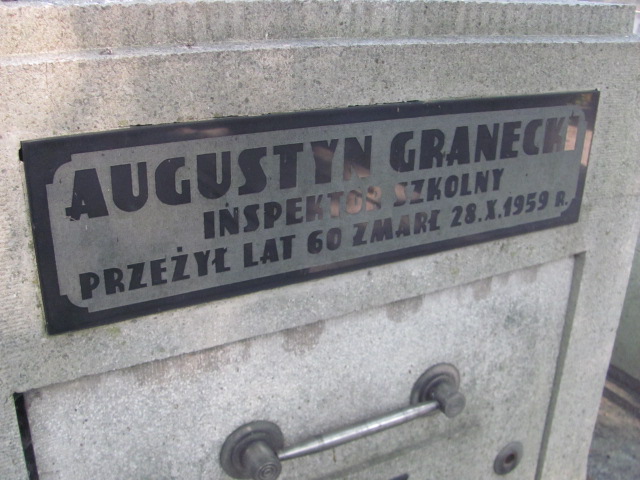 AUGUSTYN GRANECKI
INSPEKTOR SZKOLNY
PRZEŻYŁ LAT 60 ZMARŁ 28.X.1959 R.